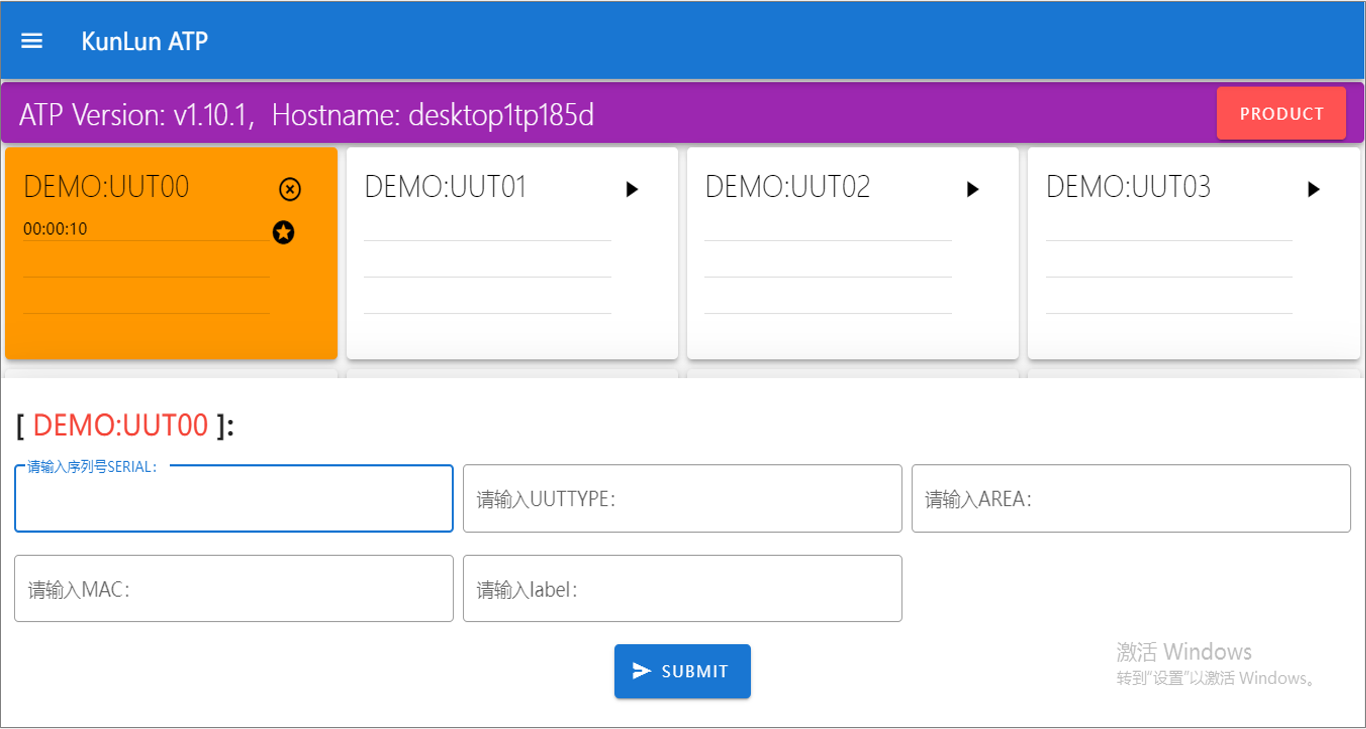 KunLun ATP
ATP Version: v1.10.1,  Hostname: desktop1tp185d
PRODUCT
DEMO:UUT00
00:00:10
DEMO:UUT01
DEMO:UUT02
DEMO:UUT03
[ DEMO:UUT00 ]:
请输入序列号SERIAL：
请输入UUTTYPE：
请输入AREA：
请输入MAC：
请输入label：
SUBMIT
激活 Windows
转到“设置”以激活 Windows。